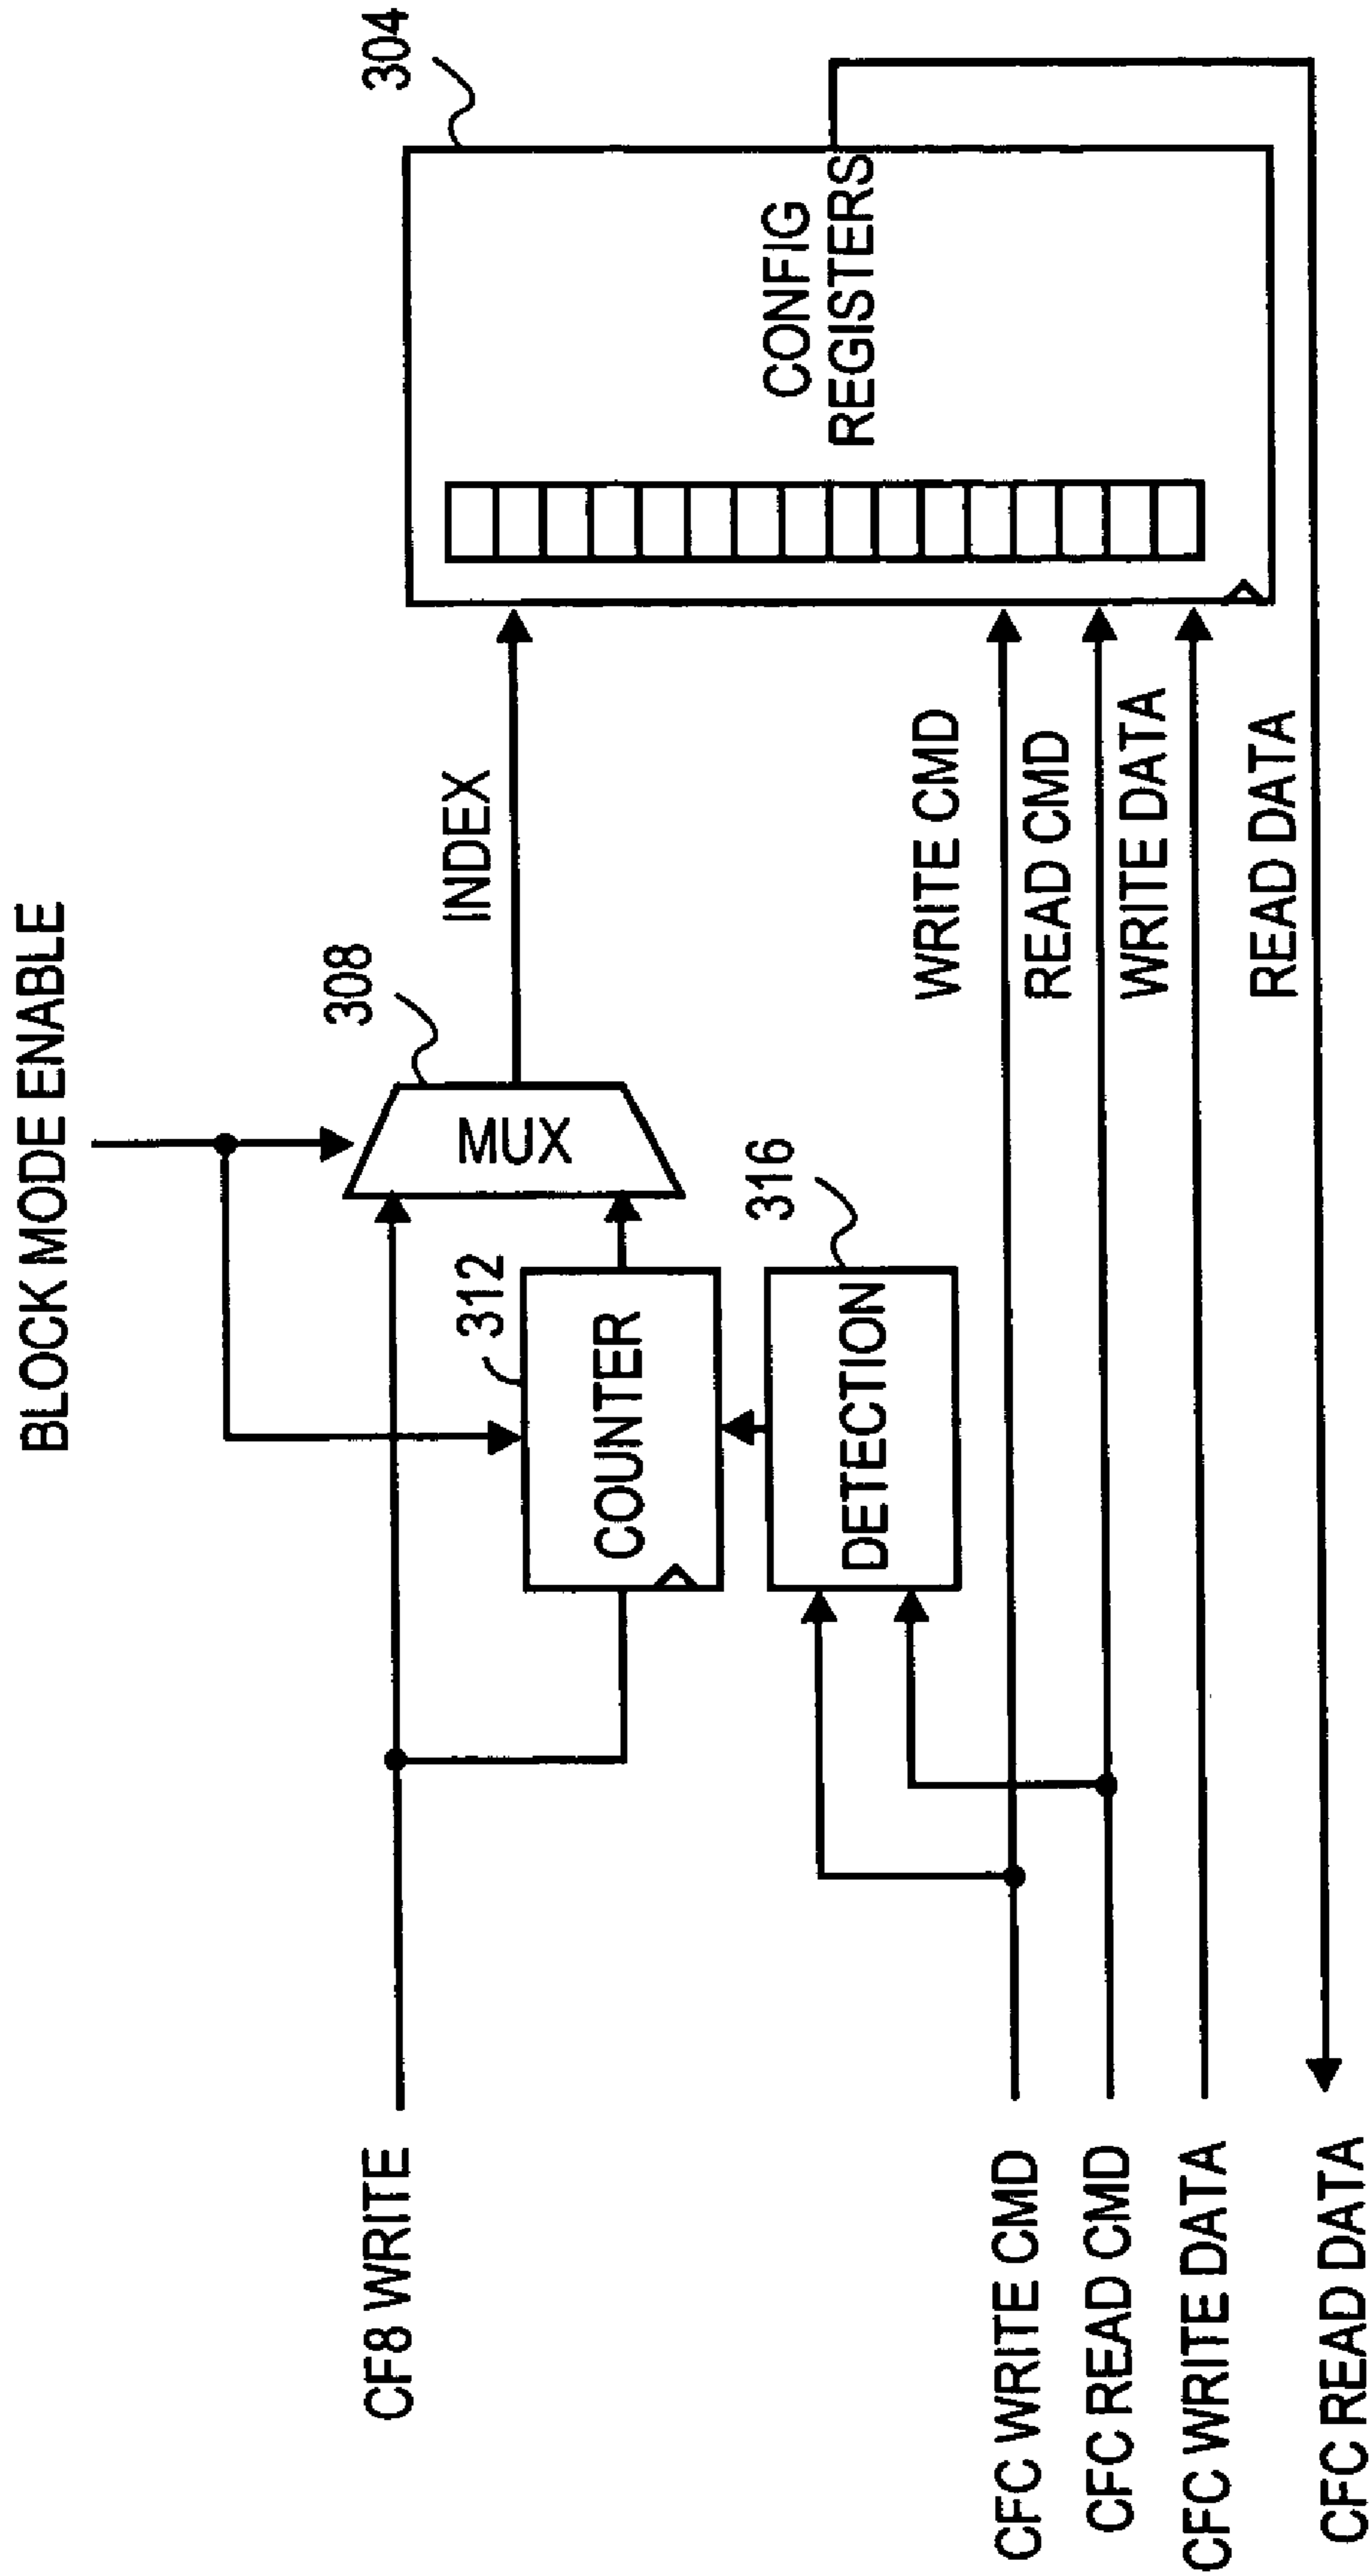 BLOCK MODE ENABLE
304
308
CF8 WRITE
MUX
INDEX
312
COUNTER
CONFIG
REGISTERS
316
DETECTION
CFC WRITE CMD
WRITE CMD
CFC READ CMD
READ CMD
CFC WRITE DATA
WRITE DATA
CFC READ DATA
READ DATA